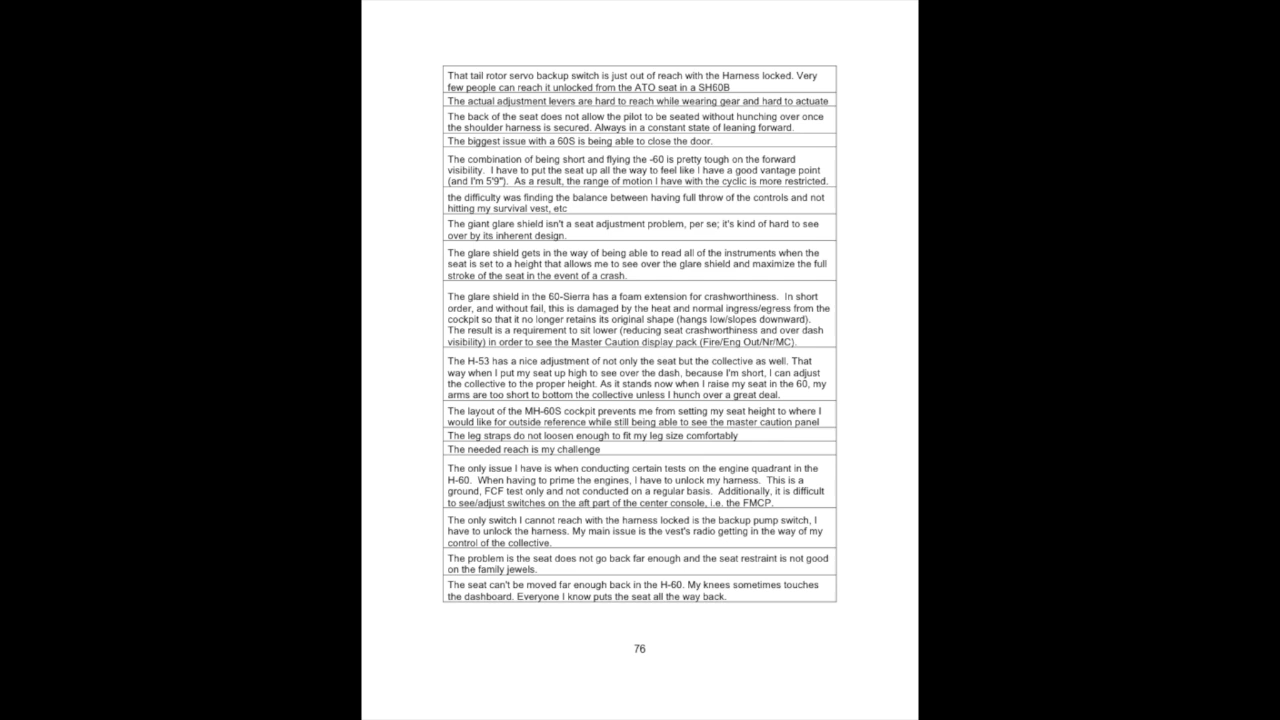 That tail rotor servo backup switch is just out of reach with the Harness locked. Very
few people can reach it unlocked from the ATO seat in a SH60B
The actual adjustment levers are hard to reach while wearing gear and hard to actuate
The back of the seat does not allow the pilot to be seated without hunching over once
the shoulder harness is secured. Always in a constant state of leaning forward.
The biggest issue with a 60S is being able to close the door.
The combination of being short and flying the -60 is pretty tough on the forward
visibility. I have to put the seat up all the way to feel like I have a good vantage point
(and I'm 5'9"). As a result, the range of motion I have with the cyclic is more restricted.
the difficulty was finding the balance between having full throw of the controls and not
hitting my survival vest, etc
The giant glare shield isn't a seat adjustment problem, per se; it's kind of hard to see
over by its inherent design.
The glare shield gets in the way of being able to read all of the instruments when the
seat is set to a height that allows me to see over the glare shield and maximize the full
stroke of the seat in the event of a crash.
The glare shield in the 60-Sierra has a foam extension for crashworthiness. In short
order, and without fail, this is damaged by the heat and normal ingress/egress from the
cockpit so that it no longer retains its original shape (hangs low/slopes downward).
The result is a requirement to sit lower (reducing seat crashworthiness and over dash
visibility) in order to see the Master Caution display pack (Fire/Eng Out/Nr/MC).
The H-53 has a nice adjustment of not only the seat but the collective as well. That
way when I put my seat up high to see over the dash, because I'm short, I can adjust
the collective to the proper height. As it stands now when I raise my seat in the 60, my
arms are too short to bottom the collective unless I hunch over a great deal.
The layout of the MH-60S cockpit prevents me from setting my seat height to where I
would like for outside reference while still being able to see the master caution panel
The leg straps do not loosen enough to fit my leg size comfortably
The needed reach is my challenge
The only issue I have is when conducting certain tests on the engine quadrant in the
H-60. When having to prime the engines, I have to unlock my harness. This is a
ground, FCF test only and not conducted on a regular basis. Additionally, it is difficult
to see/adjust switches on the aft part of the center console, i.e. the FMCP.
The only switch I cannot reach with the harness locked is the backup pump switch, I
have to unlock the harness. My main issue is the vest's radio getting in the way of my
control of the collective.
The problem is the seat does not go back far enough and the seat restraint is not good
on the family jewels.
The seat can't be moved far enough back in the H-60. My knees sometimes touches
the dashboard. Everyone I know puts the seat all the way back.
76